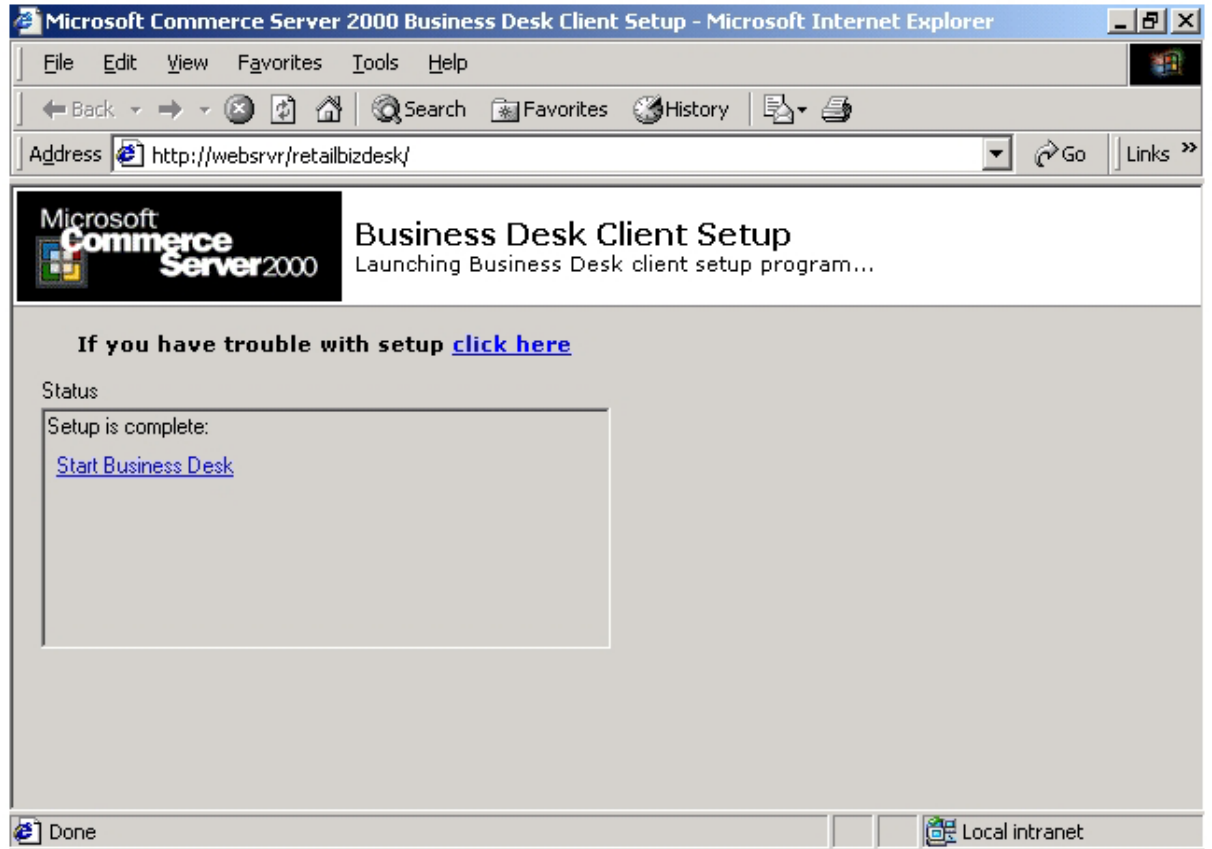 Microsoft Commerce Server 2000 Business Desk Client Setup - Microsoft Internet Explorer
File Edit View Favorites Tools Help
Back Search Favorites History
Address http://websrvr/retailbizdesk/ Go Links »
Microsoft
Commerce
Server2000
Business Desk Client Setup
Launching Business Desk client setup program...
If you have trouble with setup click here
Status
Setup is complete:
Start Business Desk
Done Local intranet